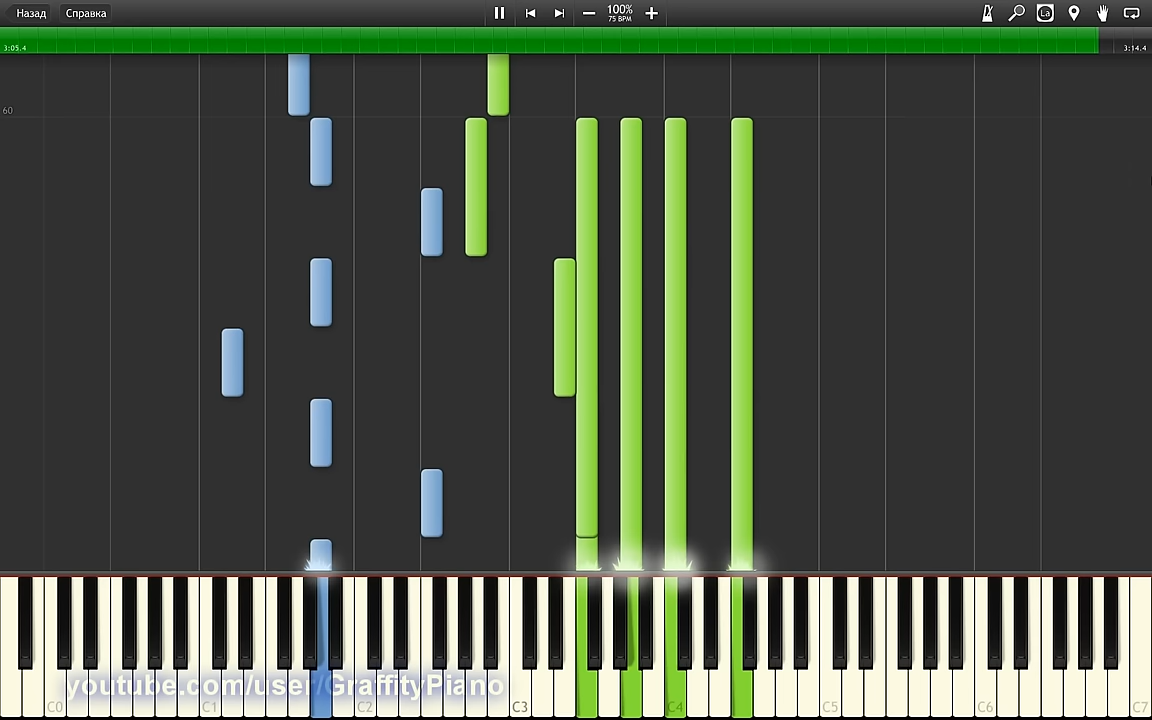 Назад Справка 100% La
75 BPM
3:05.4 3:14.4
60
youtube.com/user/GraffityPiano
C0 C1 C2 C3 C4 C5 C6 C7